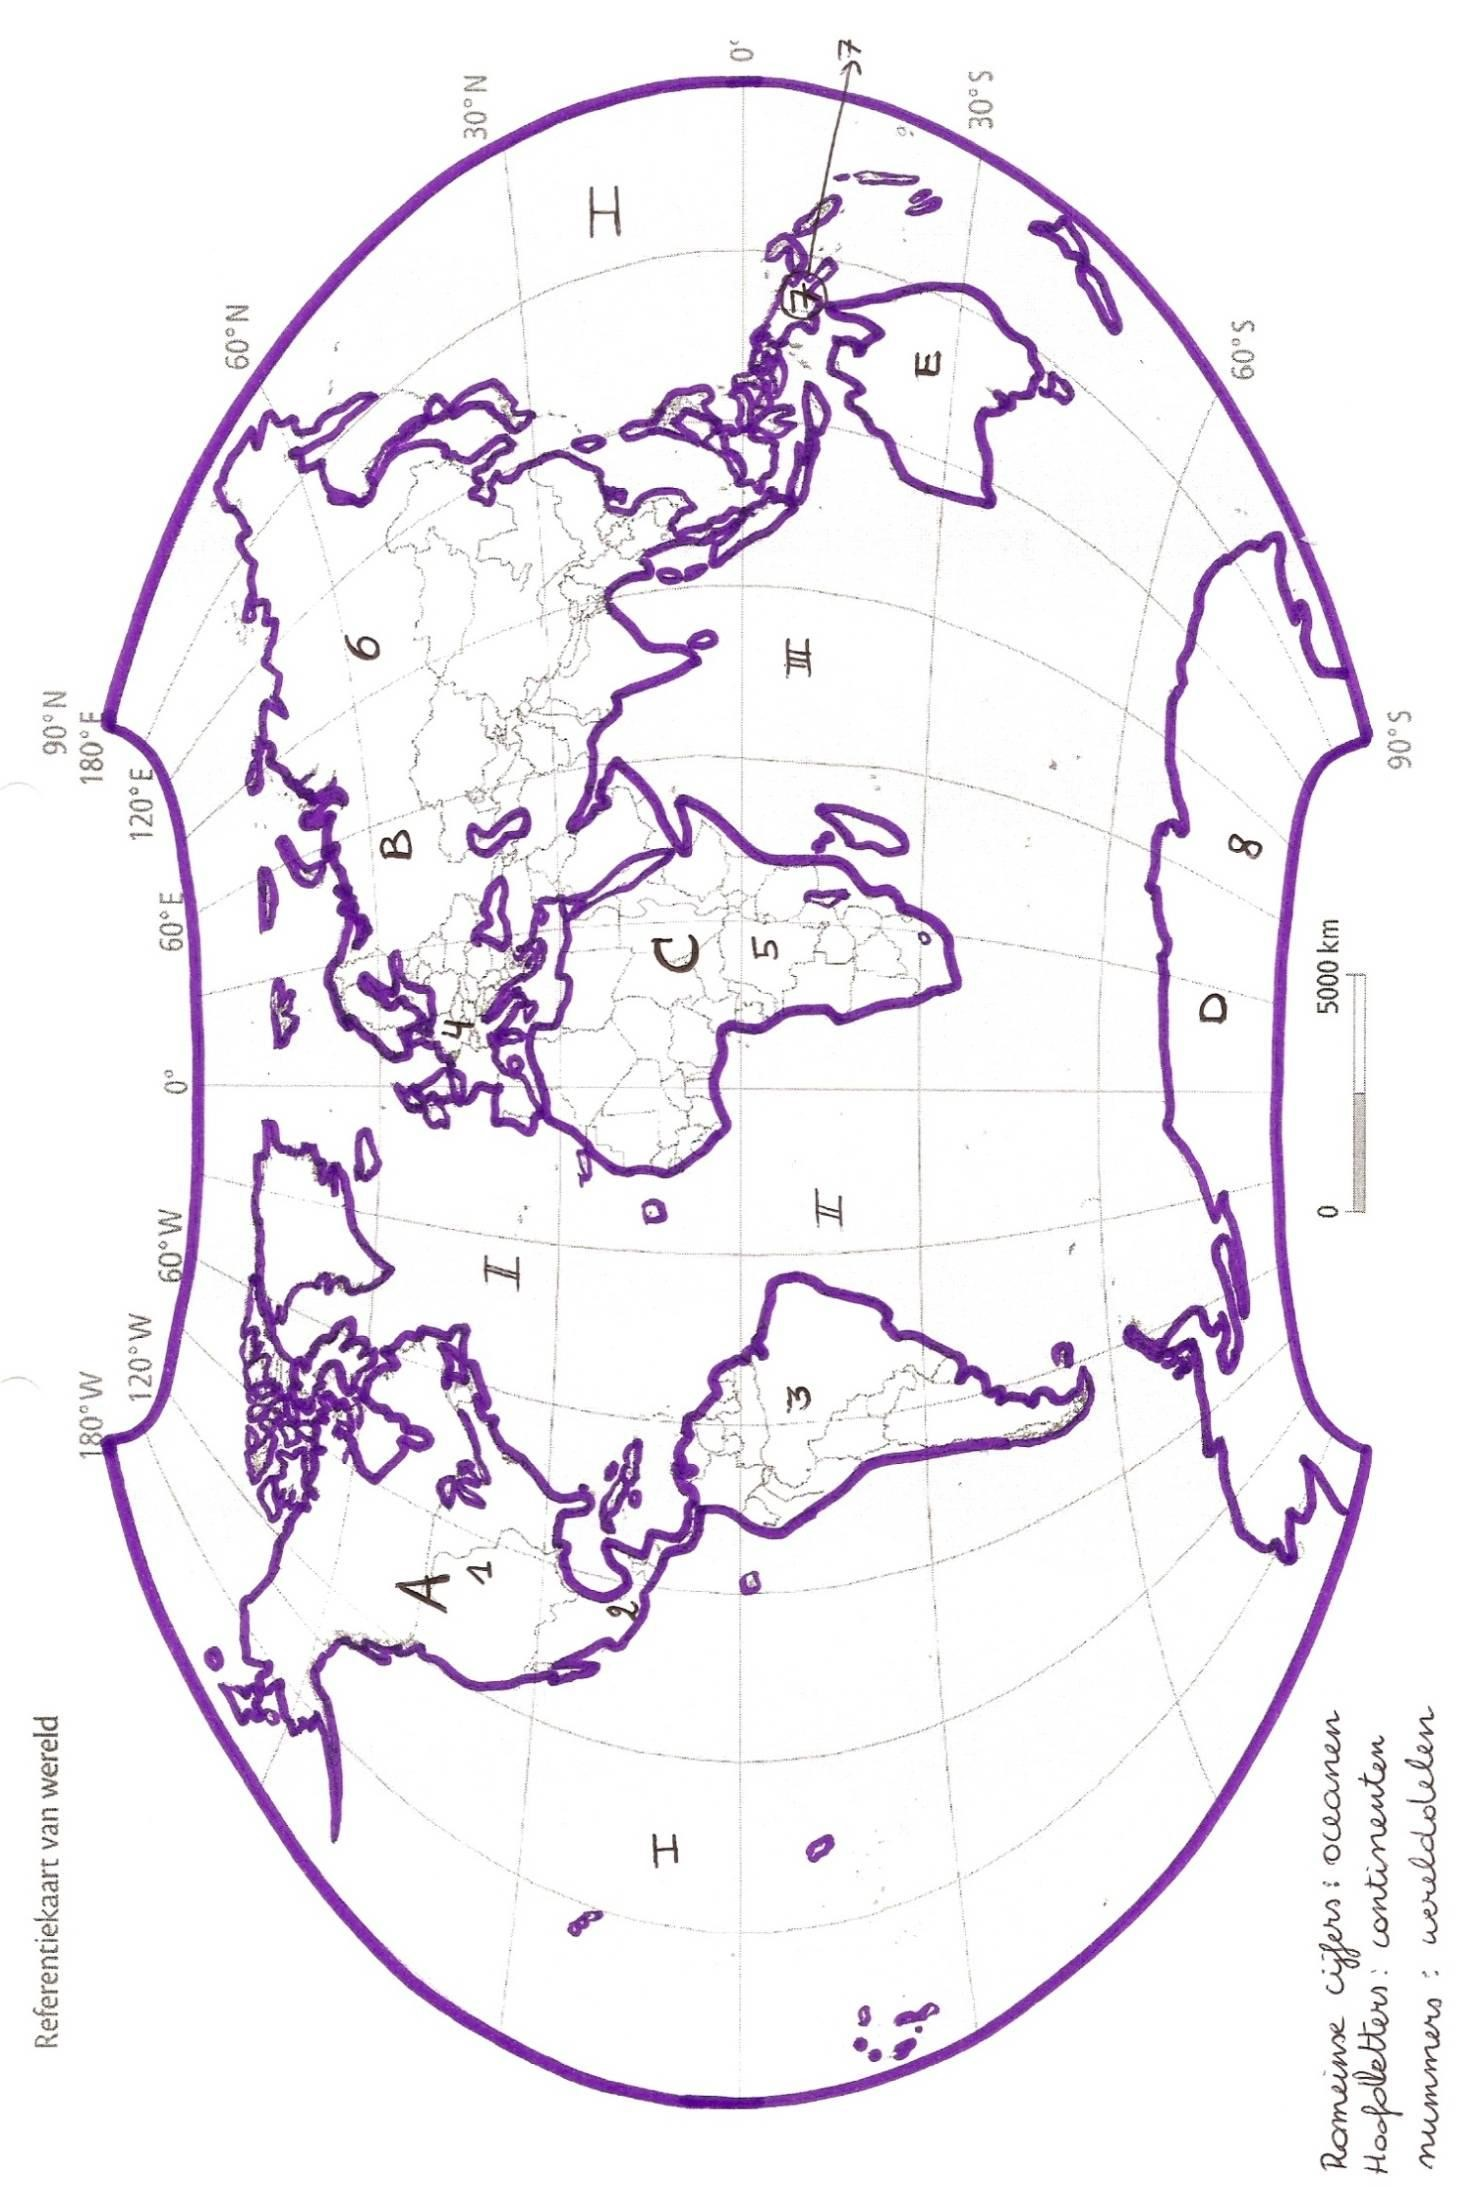 Referentiekaart van wereld
90°N
180°W 120°W 60°W 0° 60°E 120°E 180°E
60°N
6
B
A
4
30°N
1
II
I
2
I
C
0°
5
3
III
7
II
7
E
30°S
D
8
60°S
0 5000 km
90°S
Romeinse cijfers : oceanen
Hoofdletters : continenten
nummers : werelddelen